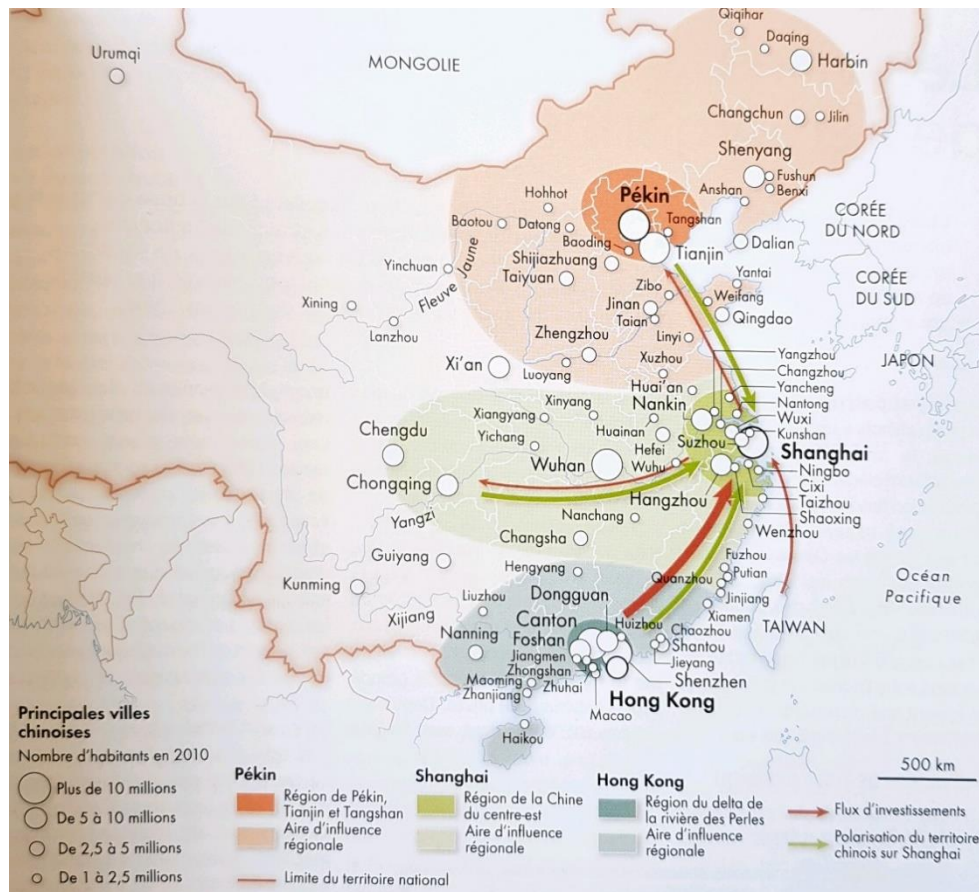 Urumqi
MONGOLIE
Qiqihar
Daqing
Harbin
Changchun
Jilin
Shenyang
Fushun
Benxi
Anshan
Hohhot
Baotou
Datong
Pékin
Tangshan
Baoding
Tianjin
Dalian
CORÉE
DU NORD
Shijiazhuang
Taiyuan
Yinchuan
Fleuve Jaune
Yantai
Weifang
CORÉE
DU SUD
Zibo
Jinan
Taian
Qingdao
Xining
Lanzhou
Zhengzhou
Linyi
Yangzhou
JAPON
Xi'an
Luoyang
Xuzhou
Changzhou
Huai'an
Yancheng
Nankin
Nantong
Xiangyang
Xinyang
Wuxi
Chengdu
Yichang
Huainan
Kunshan
Hefei
Suzhou
Shanghai
Wuhan
Wuhu
Ningbo
Chongqing
Cixi
Hangzhou
Taizhou
Yangzi
Nanchang
Shaoxing
Wenzhou
Changsha
Guiyang
Fuzhou
Hengyang
Quanzhou
Putian
Océan
Pacifique
Kunming
Liuzhou
Dongguan
Jinjiang
Xijiang
Canton
Huizhou
Xiamen
TAIWAN
Nanning
Foshan
Chaozhou
Shantou
Jiangmen
Jieyang
Zhongshan
Maoming
Zhuhai
Shenzhen
Zhanjiang
Hong Kong
Macao
Haikou
500 km
Principales villes
chinoises
Nombre d'habitants en 2010
Plus de 10 millions
De 5 à 10 millions
De 2,5 à 5 millions
De 1 à 2,5 millions
Pékin
Région de Pékin,
Tianjin et Tangshan
Aire d'influence
régionale
Limite du territoire national
Shanghai
Région de la Chine
du centre-est
Aire d'influence
régionale
Hong Kong
Région du delta de
la rivière des Perles
Aire d'influence
régionale
Flux d'investissements
Polarisation du territoire
chinois sur Shanghai